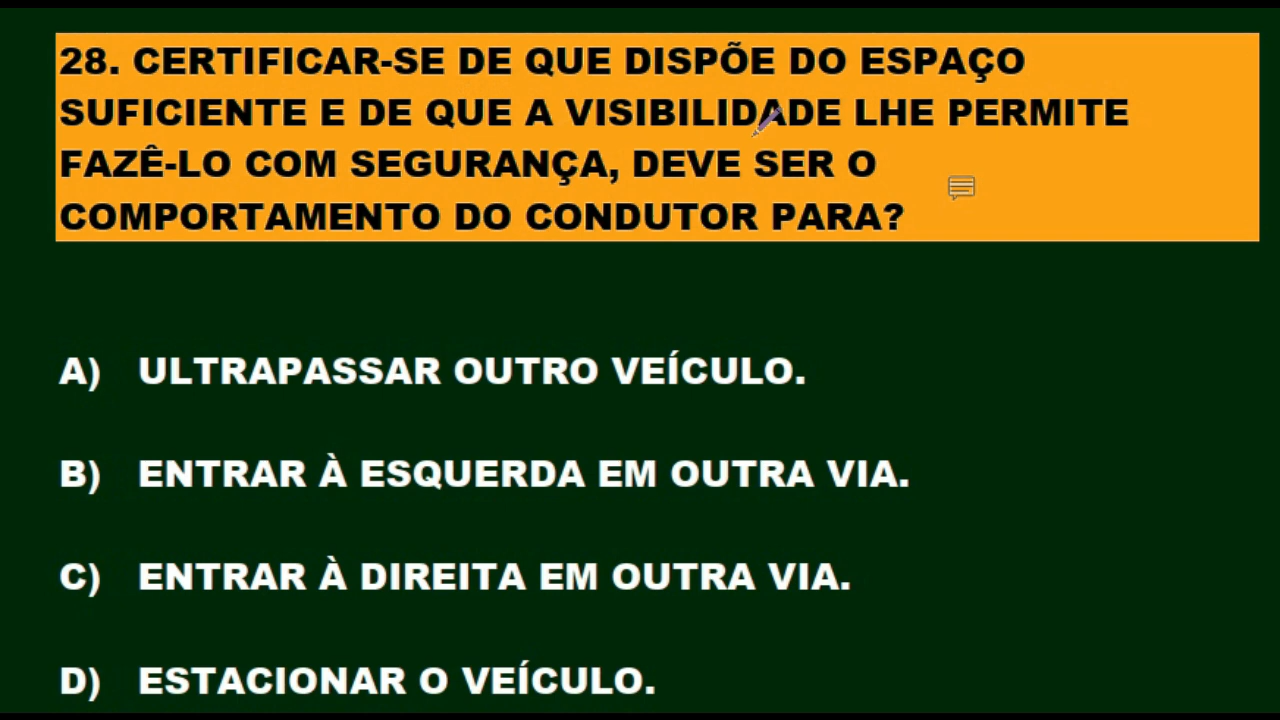 28. CERTIFICAR-SE DE QUE DISPÕE DO ESPAÇO
SUFICIENTE E DE QUE A VISIBILIDADE LHE PERMITE
FAZÊ-LO COM SEGURANÇA, DEVE SER O
COMPORTAMENTO DO CONDUTOR PARA?
A) ULTRAPASSAR OUTRO VEÍCULO.
B) ENTRAR À ESQUERDA EM OUTRA VIA.
C) ENTRAR À DIREITA EM OUTRA VIA.
D) ESTACIONAR O VEÍCULO.